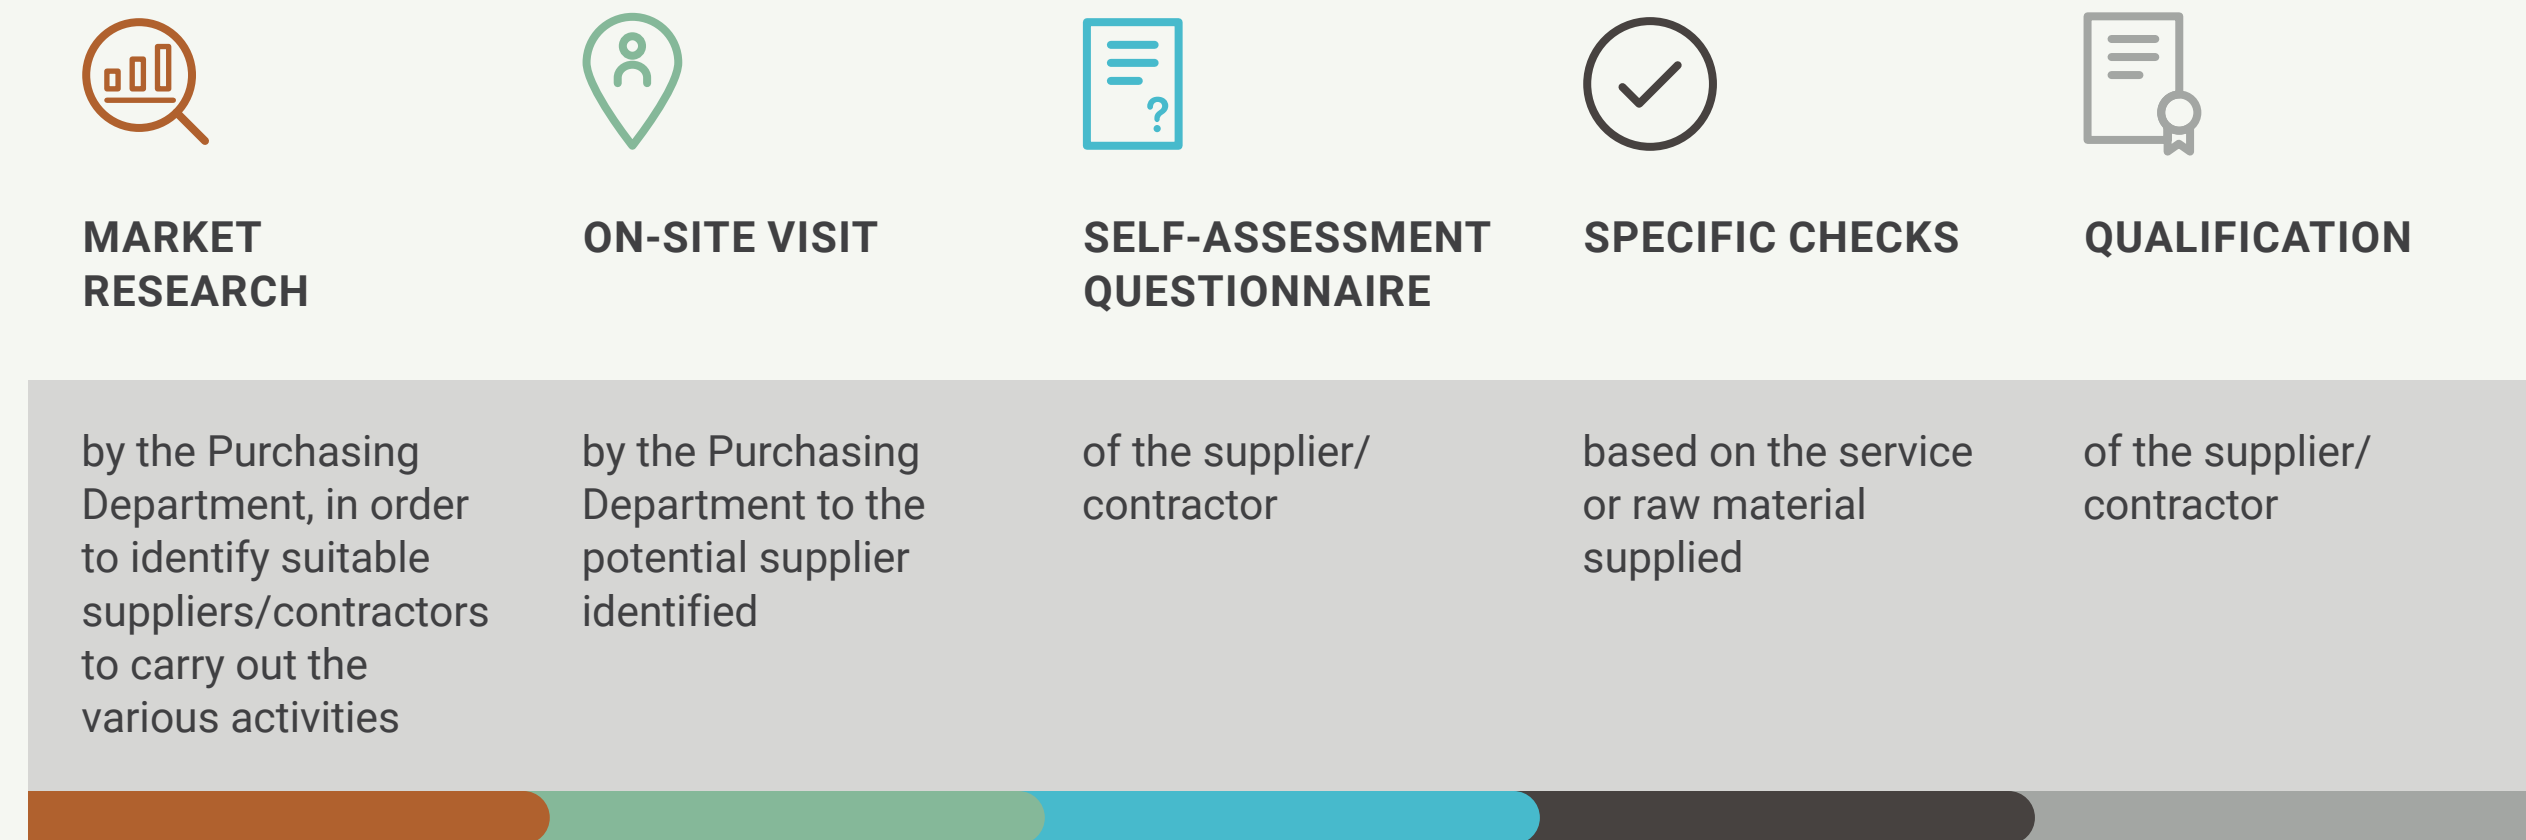 MARKET
RESEARCH
by the Purchasing
Department, in order
to identify suitable
suppliers/contractors
to carry out the
various activities
ON-SITE VISIT
by the Purchasing
Department to the
potential supplier
identified
SELF-ASSESSMENT
QUESTIONNAIRE
of the supplier/
contractor
SPECIFIC CHECKS
based on the service
or raw material
supplied
QUALIFICATION
of the supplier/
contractor